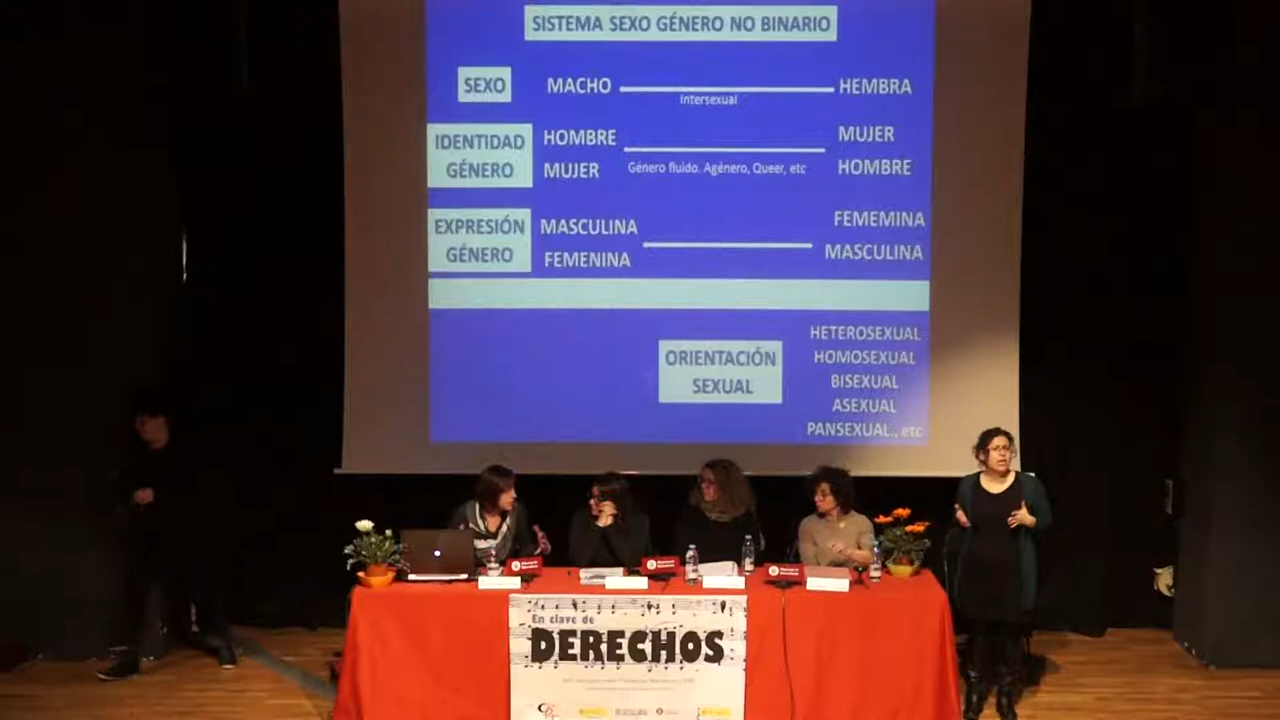 SISTEMA SEXO GÉNERO NO BINARIO
SEXO
MACHO
HEMBRA
Intersexual
IDENTIDAD
GÉNERO
HOMBRE
MUJER
MUJER
HOMBRE
Género fluido. Agénero, Queer, etc
EXPRESIÓN
GÉNERO
MASCULINA
FEMENINA
FEMEMINA
MASCULINA
ORIENTACIÓN
SEXUAL
HETEROSEXUAL
HOMOSEXUAL
BISEXUAL
ASEXUAL
PANSEXUAL., etc
En clave de
DERECHOS